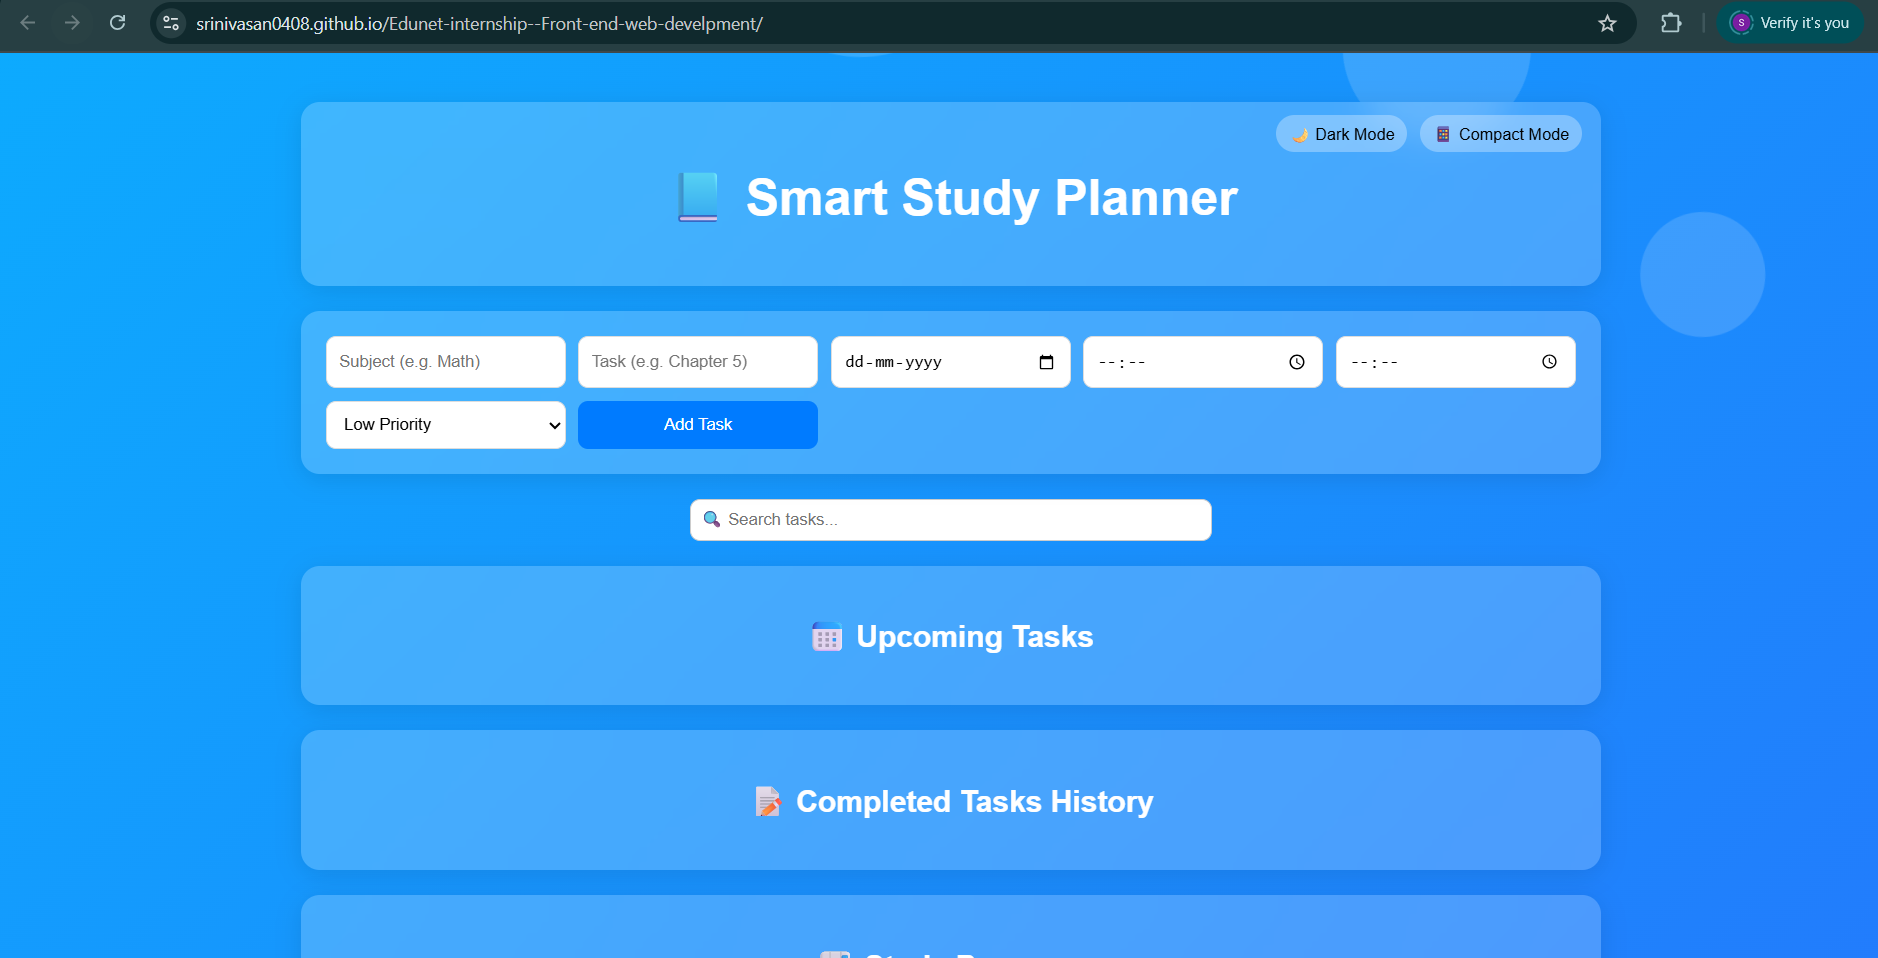 srinivasan0408.github.io/Edunet-internship--Front-end-web-develpment/
S
Verify it's you
Dark Mode
Compact Mode
Smart Study Planner
Subject (e.g. Math)
Task (e.g. Chapter 5)
dd-mm-yyyy
--:--
--:--
Low Priority
Add Task
Search tasks...
Upcoming Tasks
Completed Tasks History